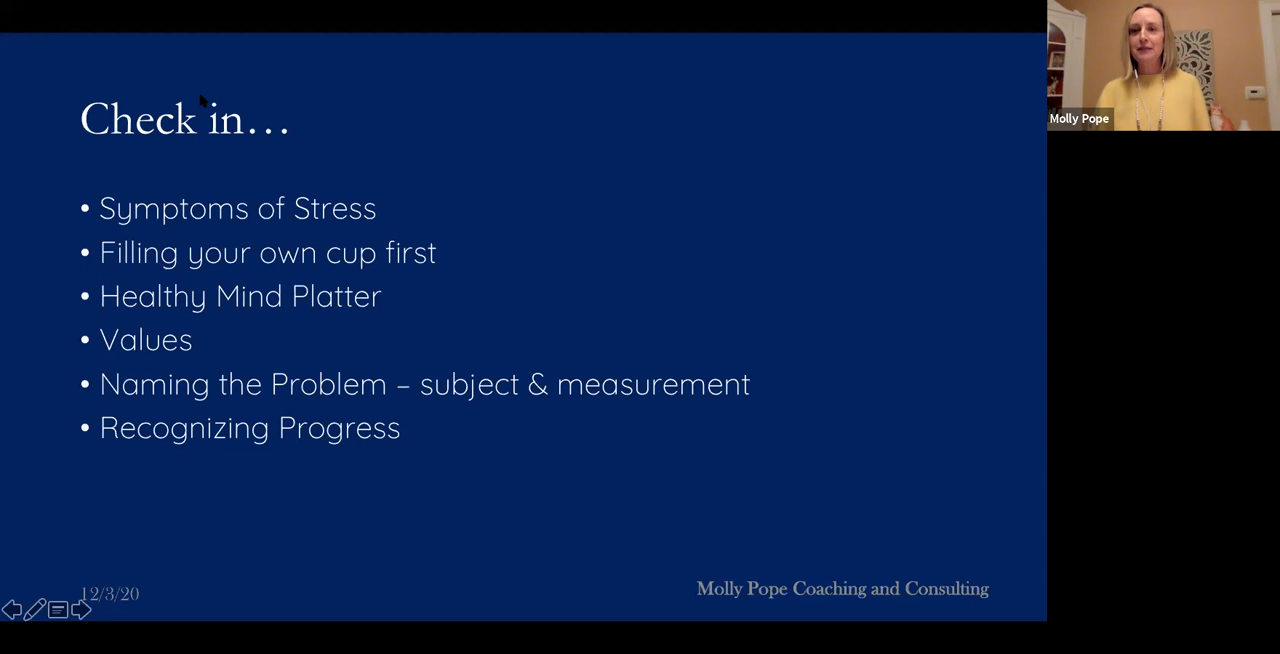 Check in…
• Symptoms of Stress
• Filling your own cup first
• Healthy Mind Platter
• Values
• Naming the Problem – subject & measurement
• Recognizing Progress
12/3/20
Molly Pope Coaching and Consulting
Molly Pope